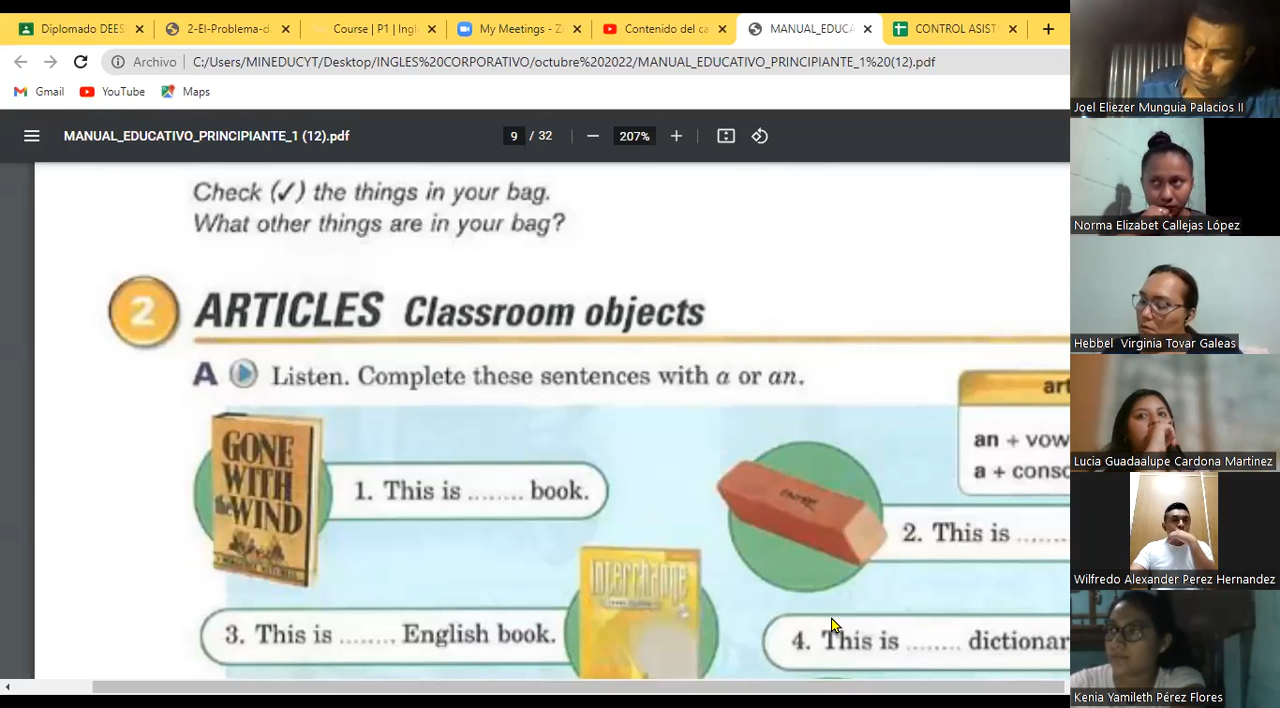 Diplomado DEES
2-El-Problema-d
Course | P1 | Ingl
My Meetings - Z
Contenido del ca
MANUAL_EDUCA
CONTROL ASIST
Archivo | C:/Users/MINEDUCYT/Desktop/INGLES%20CORPORATIVO/octubre%202022/MANUAL_EDUCATIVO_PRINCIPIANTE_1%20(12).pdf
Gmail YouTube Maps
MANUAL_EDUCATIVO_PRINCIPIANTE_1 (12).pdf 9 / 32 207%
Check (✓) the things in your bag.
What other things are in your bag?
2 ARTICLES Classroom objects
A Listen. Complete these sentences with a or an.
art
an + vow
a + conso
GONE
WITH
the WIND
1. This is ........ book.
2. This is ......
interchange
3. This is ........ English book.
4. This is ........ dictionar
Joel Eliezer Munguia Palacios II
Norma Elizabet Callejas López
Hebbel Virginia Tovar Galeas
Lucia Guadaalupe Cardona Martinez
Wilfredo Alexander Perez Hernandez
Kenia Yamileth Pérez Flores